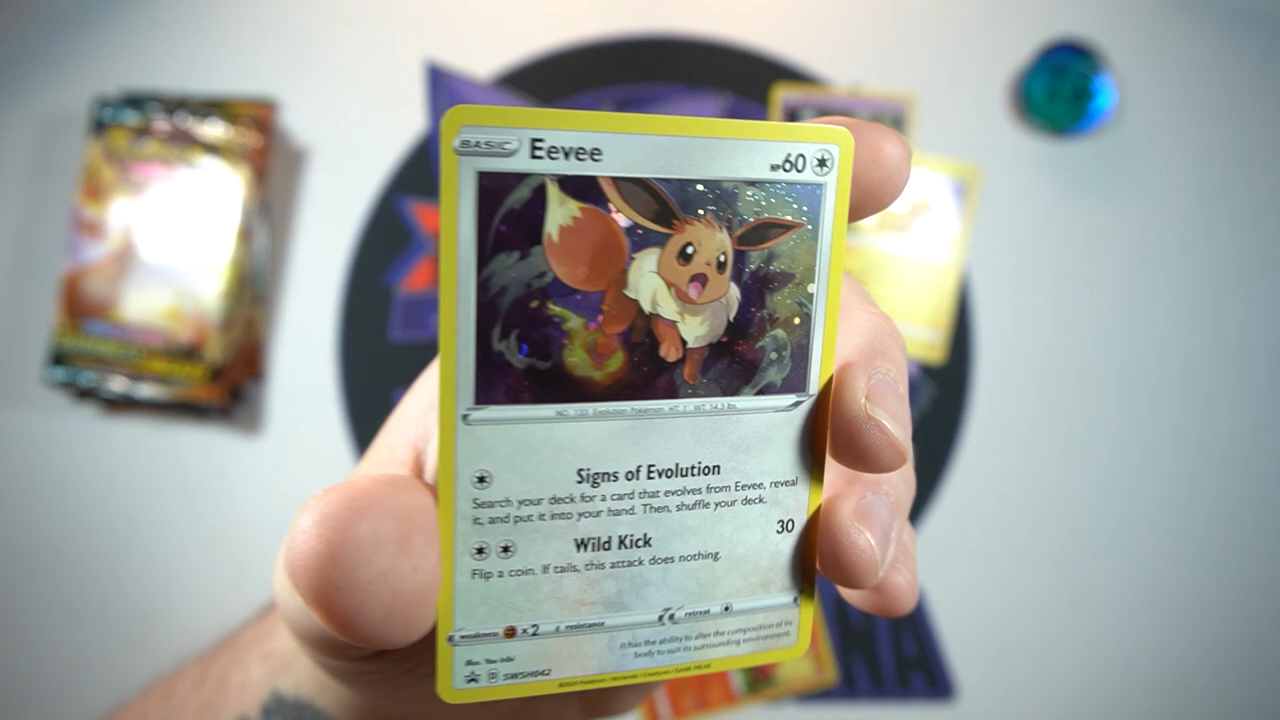 BASIC Eevee HP 60
NO. 133 Evolution Pokémon HT: 1' WT: 14.3 lbs.
Signs of Evolution
Search your deck for a card that evolves from Eevee, reveal
it, and put it into your hand. Then, shuffle your deck.
Wild Kick 30
Flip a coin. If tails, this attack does nothing.
weakness ×2 resistance retreat
It has the ability to alter the composition of its
body to suit its surrounding environment.
D SWSH042
©2020 Pokémon / Nintendo / Creatures / GAME FREAK
NA